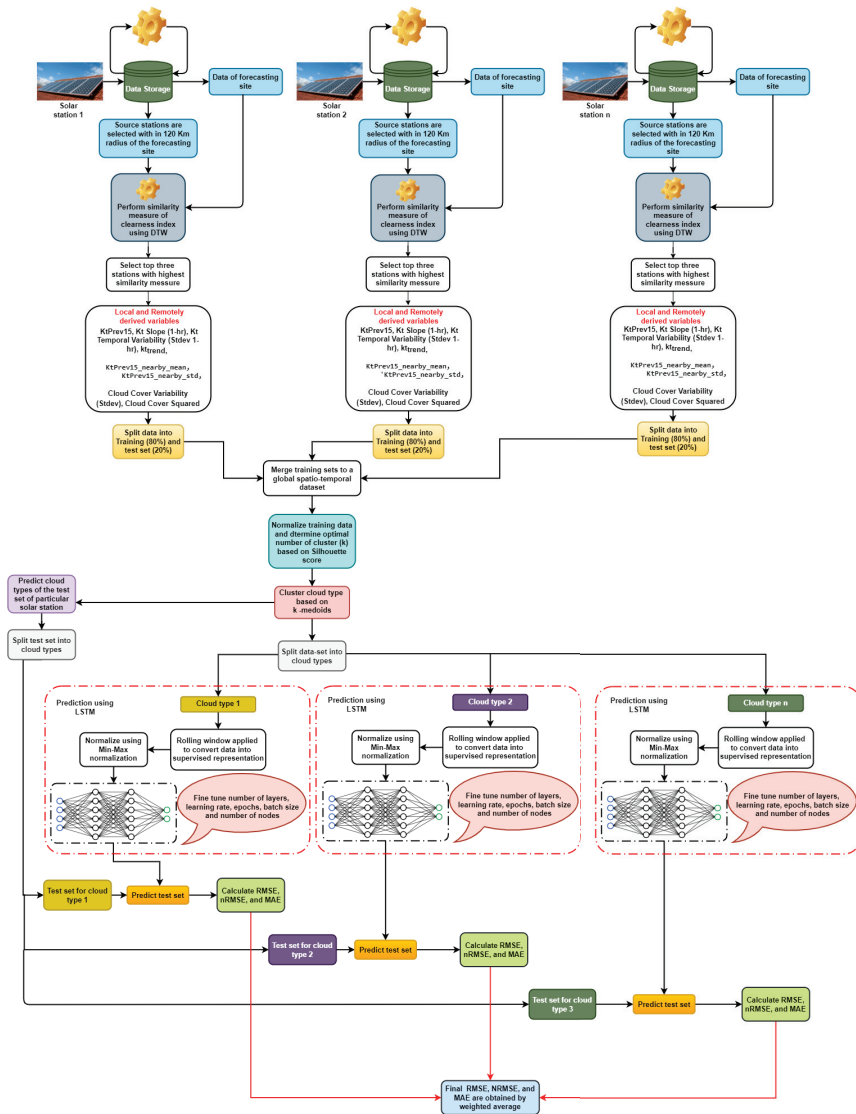 Data Storage
Data of forecasting
site
Solar
station 1
Source stations are
selected with in 120 Km
radius of the forecasting
site
Perform similarity
measure of
clearness index
using DTW
Select top three
stations with highest
similarity messure
Local and Remotely
derived variables
KtPrev15, Kt Slope (1-hr), Kt
Temporal Variability (Stdev 1-
hr), kttrend,
KtPrev15_nearby_mean,
KtPrev15_nearby_std,
Cloud Cover Variability
(Stdev), Cloud Cover Squared
Split data into
Training (80%) and
test set (20%)
Data Storage
Data of forecasting
site
Solar
station 2
Source stations are
selected with in 120 Km
radius of the forecasting
site
Perform similarity
measure of
clearness index
using DTW
Select top three
stations with highest
similarity messure
Local and Remotely
derived variables
KtPrev15, Kt Slope (1-hr), Kt
Temporal Variability (Stdev 1-
hr), kttrend,
KtPrev15_nearby_mean,
'KtPrev15_nearby_std,
Cloud Cover Variability
(Stdev), Cloud Cover Squared
Split data into
Training (80%) and
test set (20%)
Data Storage
Data of forecasting
site
Solar
station n
Source stations are
selected with in 120 Km
radius of the forecasting
site
Perform similarity
measure of
clearness index
using DTW
Select top three
stations with highest
similarity messure
Local and Remotely
derived variables
KtPrev15, Kt Slope (1-hr), Kt
Temporal Variability (Stdev 1-
hr), kttrend,
KtPrev15_nearby_mean,
KtPrev15_nearby_std,
Cloud Cover Variability
(Stdev), Cloud Cover Squared
Split data into
Training (80%) and
test set (20%)
Merge training sets to a
global spatio-temporal
dataset
Normalize training data
and dtermine optimal
number of cluster (k)
based on Silhouette
score
Cluster cloud type
based on
k -medoids
Predict cloud
types of the test
set of particular
solar station
Split test set into
cloud types
Split data-set into
cloud types
Prediction using
LSTM
Cloud type 1
Normalize using
Min-Max
normalization
Rolling window applied
to convert data into
supervised representation
Fine tune number of layers,
learning rate, epochs, batch size
and number of nodes
Prediction using
LSTM
Cloud type 2
Normalize using
Min-Max
normalization
Rolling window applied
to convert data into
supervised representation
Fine tune number of layers,
learning rate, epochs, batch size
and number of nodes
Prediction using
LSTM
Cloud type n
Normalize using
Min-Max
normalization
Rolling window applied
to convert data into
supervised representation
Fine tune number of layers,
learning rate, epochs, batch size
and number of nodes
Test set for cloud
type 1
Predict test set
Calculate RMSE,
nRMSE, and MAE
Test set for cloud
type 2
Predict test set
Calculate RMSE,
nRMSE, and MAE
Test set for cloud
type 3
Predict test set
Calculate RMSE,
nRMSE, and MAE
Final RMSE, NRMSE, and
MAE are obtained by
weighted average